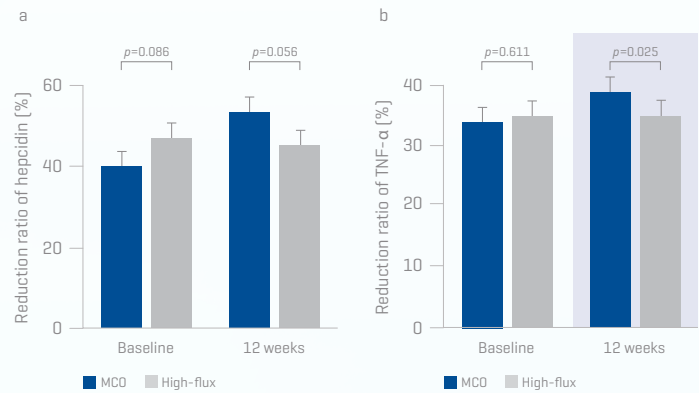 a
p=0.086
p=0.056
Reduction ratio of hepcidin (%)
60
40
20
0
Baseline
12 weeks
MCO
High-flux
b
p=0.611
p=0.025
Reduction ratio of TNF-α (%)
40
30
20
10
0
Baseline
12 weeks
MCO
High-flux